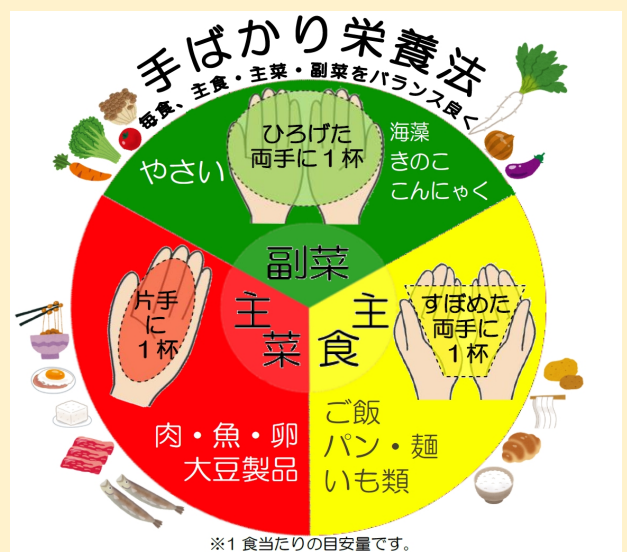 手ばかり栄養法
毎食、主食・主菜・副菜をバランス良く
ひろげた
両手に1杯
やさい
海藻
きのこ
こんにゃく
副菜
片手
に
1杯
主
菜
主
食
すぼめた
両手に
1杯
肉・魚・卵
大豆製品
ご飯
パン・麺
いも類
※1食当たりの目安量です。